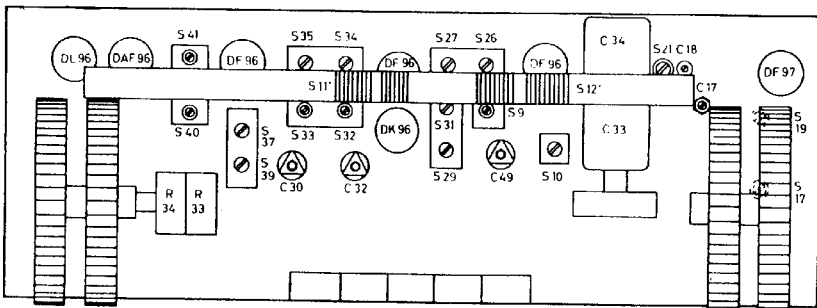 S 41
S 35
S 34
S 27
S 26
C 34
S 21
C 18
DL 96
DAF 96
DF 96
DF 96
DF 96
DF 97
S 11'
S 12'
C 17
S 40
S 33
S 32
S 31
S 9
S 19
S 37
DK 96
C 33
S 39
C 30
C 32
S 29
C 49
S 10
S 17
R 34
R 33